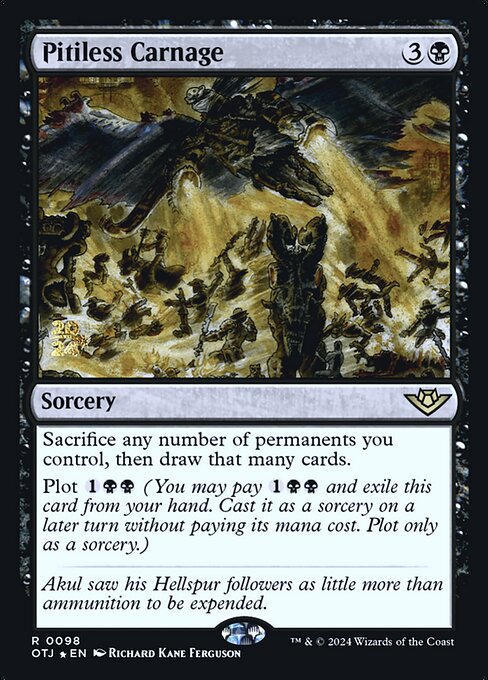 Pitiless Carnage 3
Sorcery
Sacrifice any number of permanents you
control, then draw that many cards.
Plot 1 (You may pay 1 and exile this
card from your hand. Cast it as a sorcery on a
later turn without paying its mana cost. Plot only
as a sorcery.)
Akul saw his Hellspur followers as little more than
ammunition to be expended.
R 0098
OTJ ★ EN Richard Kane Ferguson
™ & © 2024 Wizards of the Coast